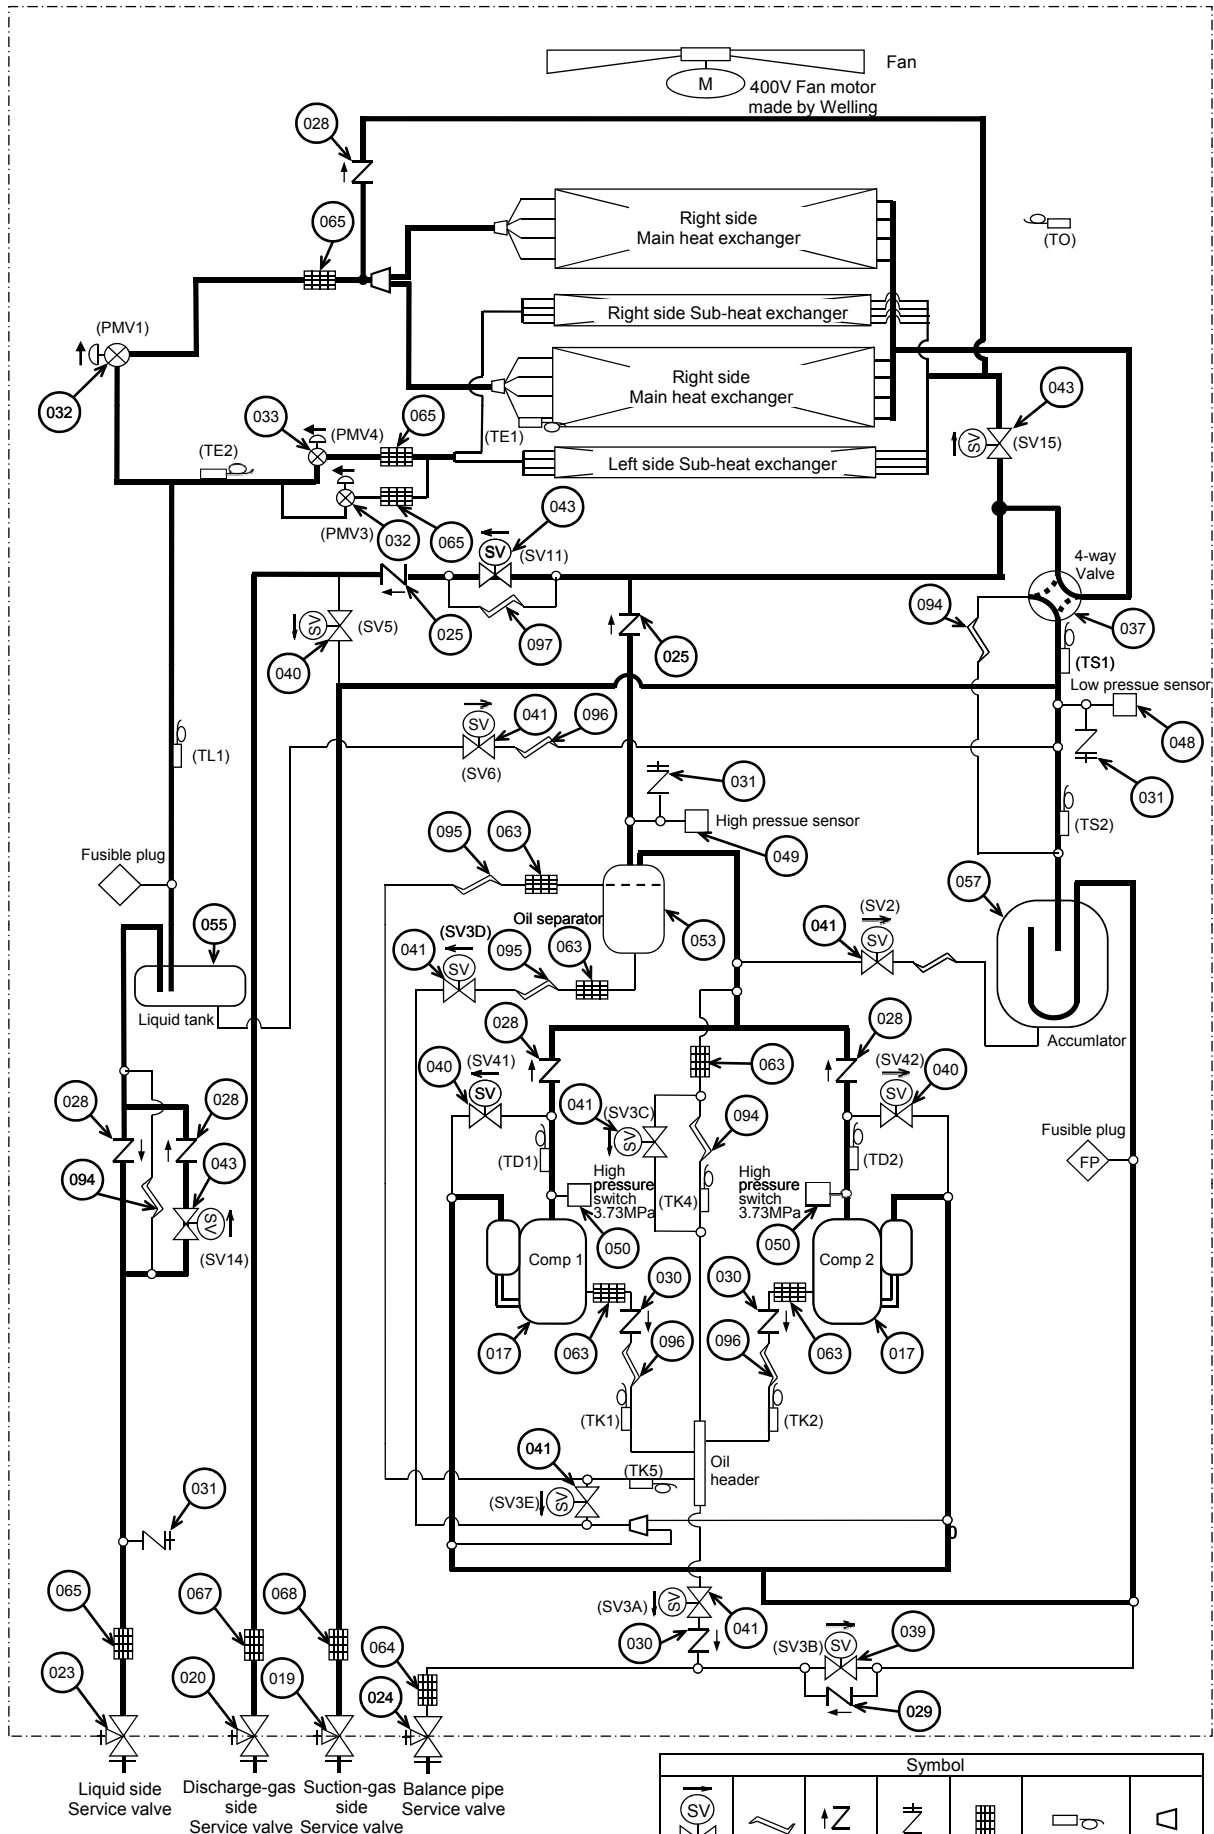 Fan
M
400V Fan motor
made by Welling
028
065
Right side
Main heat exchanger
(TO)
(PMV1)
Right side Sub-heat exchanger
032
Right side
Main heat exchanger
043
033
(PMV4)
065
(TE1)
SV
(SV15)
(TE2)
Left side Sub-heat exchanger
(PMV3)
032
065
043
SV
(SV11)
4-way
Valve
094
037
SV
(SV5)
025
097
025
040
(TS1)
Low pressue sensor
041
096
SV
(SV6)
048
(TL1)
031
031
(TS2)
095
063
High pressue sensor
049
Fusible plug
057
055
Oil separator
053
(SV2)
041
SV
(SV3D)
041
SV
095
063
Liquid tank
Accumlator
028
028
063
(SV41)
040
SV
(SV42)
040
SV
041
(SV3C)
SV
094
028
028
Fusible plug
FP
(TD1)
(TD2)
High
pressure
switch
3.73MPa
(TK4)
High
pressure
switch
3.73MPa
094
043
SV
(SV14)
050
050
Comp 1
Comp 2
030
030
017
063
096
096
063
017
(TK1)
(TK2)
041
Oil
header
(TK5)
(SV3E)
SV
031
065
067
068
(SV3A)
SV
041
030
(SV3B)
SV
039
064
023
020
019
024
029
Liquid side
Service valve
Discharge-gas
side
Service valve
Suction-gas
side
Service valve
Balance pipe
Service valve
Symbol
SV